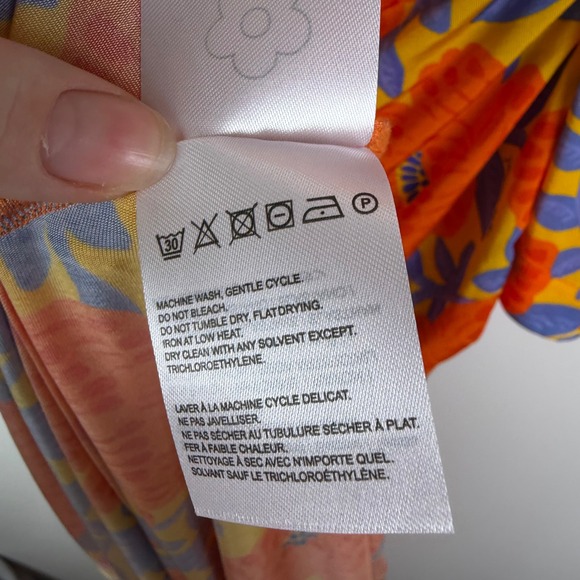 30
P
MACHINE WASH, GENTLE CYCLE.
DO NOT BLEACH.
DO NOT TUMBLE DRY, FLAT DRYING.
IRON AT LOW HEAT.
DRY CLEAN WITH ANY SOLVENT EXCEPT.
TRICHLOROETHYLENE.
LAVER À LA MACHINE CYCLE DELICAT.
NE PAS JAVELLISER.
NE PAS SÉCHER AU TUBULURE SÉCHER À PLAT.
FER À FAIBLE CHALEUR.
NETTOYAGE À SEC AVEC N'IMPORTE QUEL.
SOLVANT SAUF LE TRICHLOROÉTHYLÈNE.